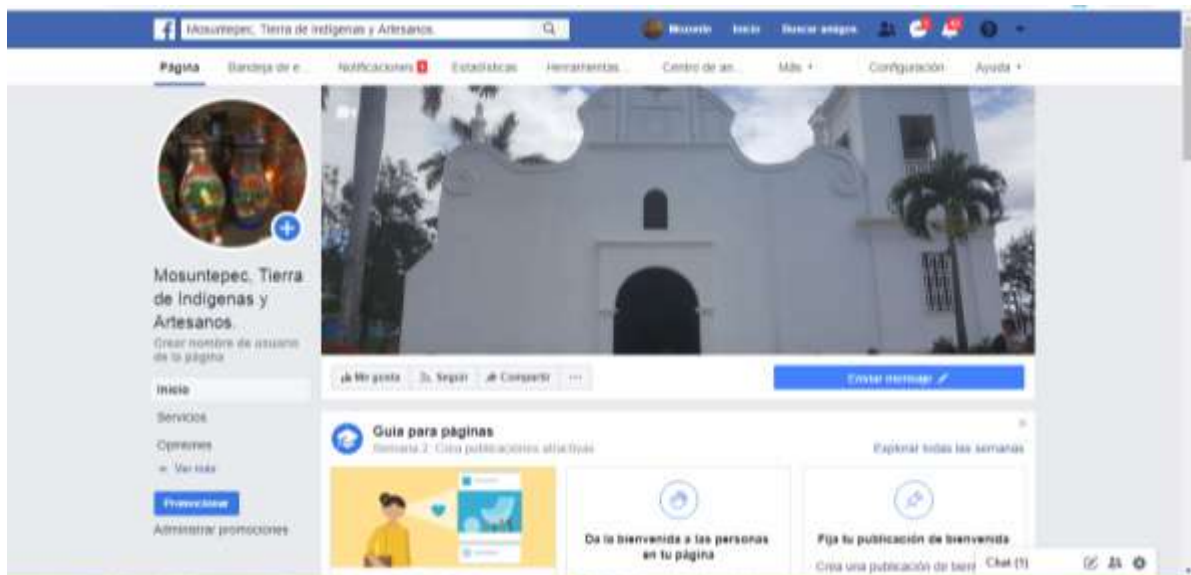 Mosuntepec, Tierra de Indigenas y Artesanos.
Inicio Buscar amigos
Página Bandeja de e... Notificaciones Estadísticas Herramientas... Centro de an... Más Configuración Ayuda
Mosuntepec, Tierra
de Indigenas y
Artesanos.
Crear nombre de usuario
de la página
Inicio
Servicios
Opiniones
Ver más
Promocionar
Administrar promociones
Me gusta Seguir Compartir ...
Enviar mensaje
Guia para páginas
Semana 2: Crea publicaciones atractivas
Explorar todas las semanas
Da la bienvenida a las personas
en tu página
Fija tu publicación de bienvenida
Crea una publicación de bien
Chat (1)